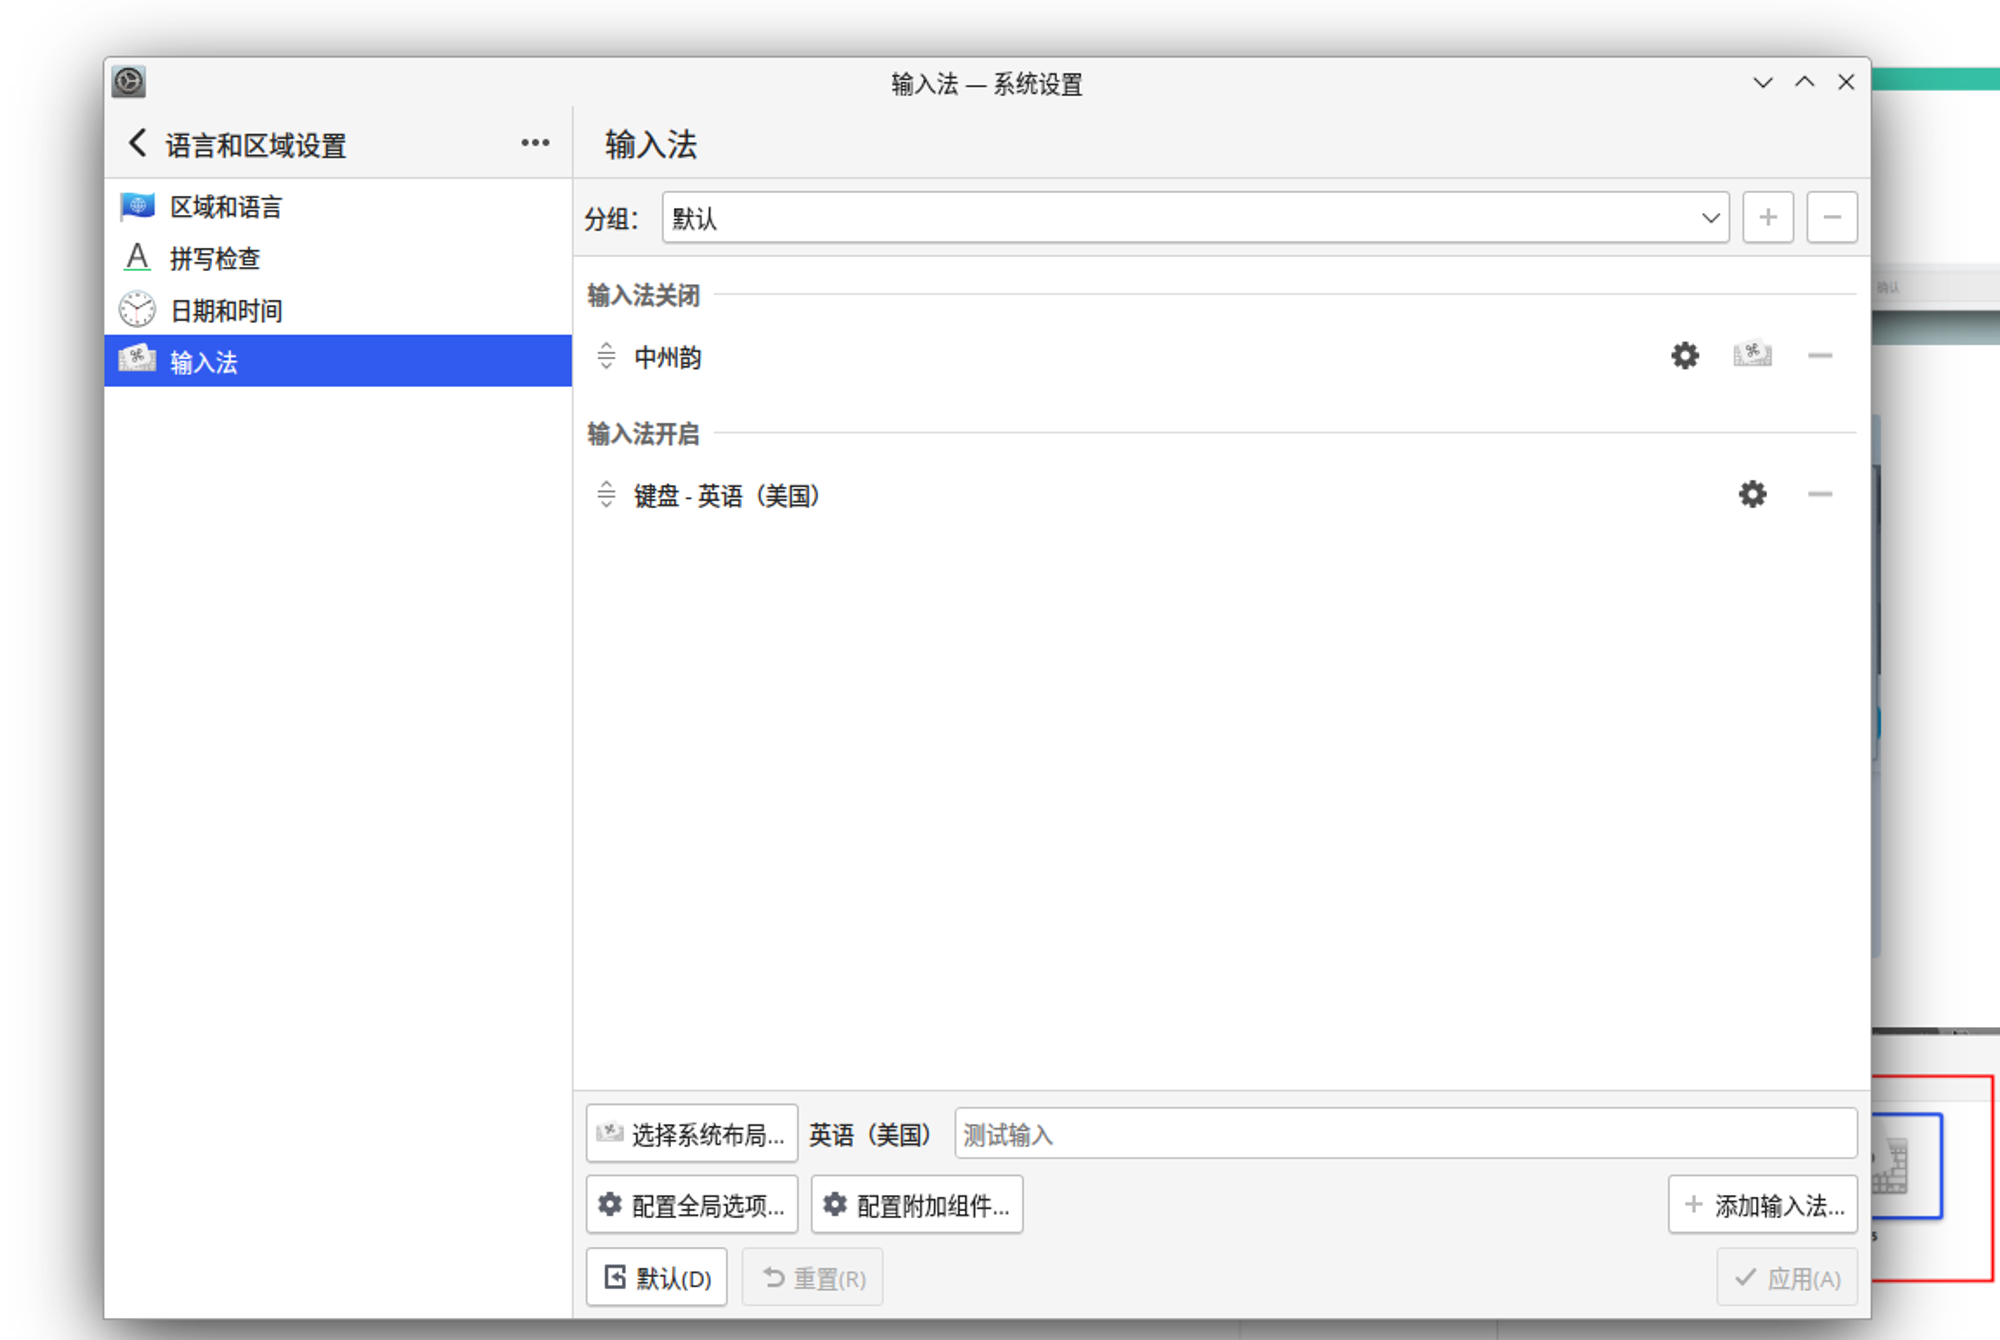 输入法 — 系统设置
语言和区域设置
输入法
区域和语言
拼写检查
日期和时间
输入法
分组：
默认
输入法关闭
中州韵
输入法开启
键盘 - 英语（美国）
选择系统布局...
英语（美国）
测试输入
配置全局选项...
配置附加组件...
添加输入法...
默认(D)
重置(R)
应用(A)
确认